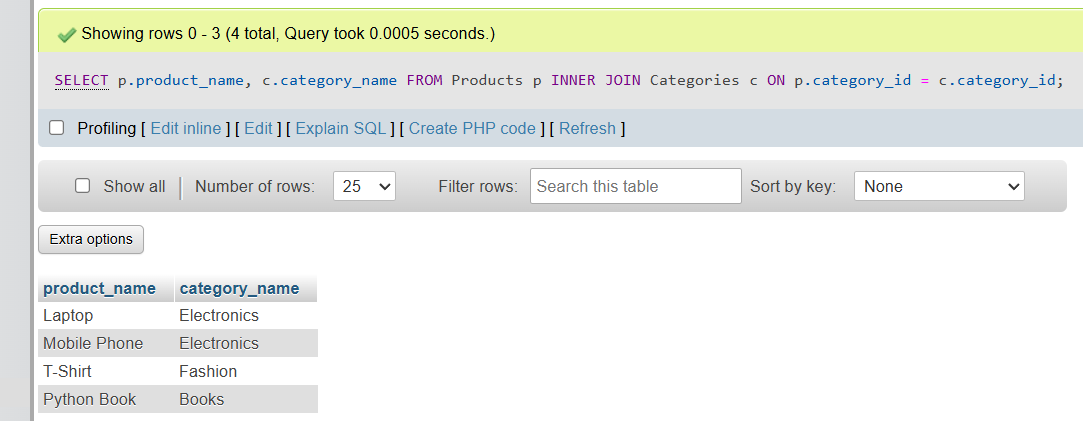 Showing rows 0 - 3 (4 total, Query took 0.0005 seconds.)
SELECT p.product_name, c.category_name FROM Products p INNER JOIN Categories c ON p.category_id = c.category_id;
Profiling [ Edit inline ] [ Edit ] [ Explain SQL ] [ Create PHP code ] [ Refresh ]
Show all | Number of rows: 25 Filter rows: Search this table Sort by key: None
Extra options
product_name category_name
Laptop Electronics
Mobile Phone Electronics
T-Shirt Fashion
Python Book Books